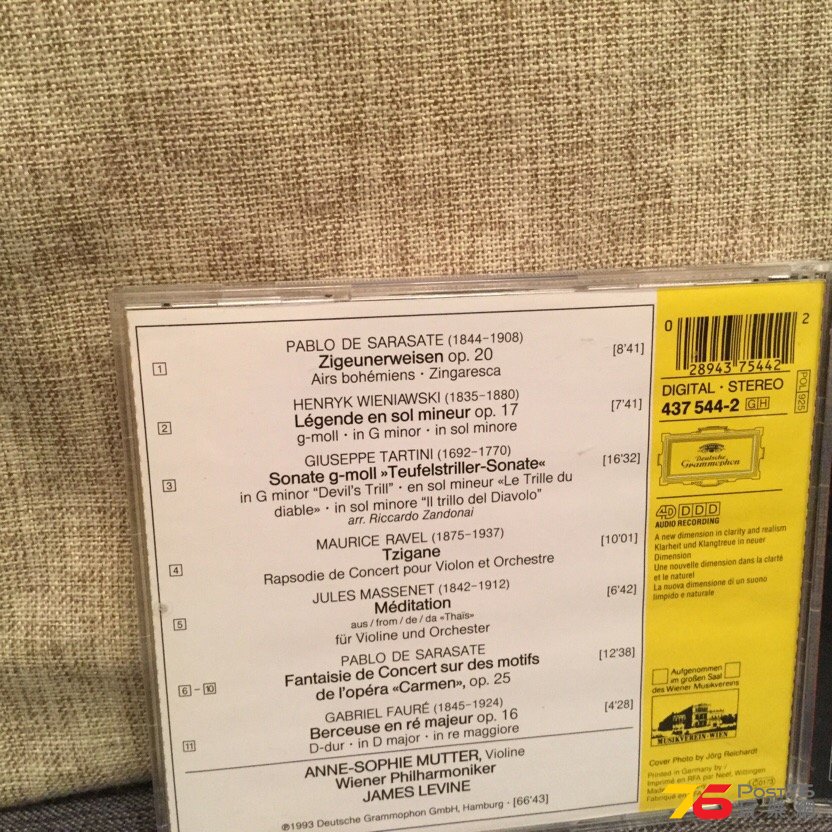 PABLO DE SARASATE (1844-1908)
1 Zigeunerweisen op. 20 [8'41]
Airs bohémiens · Zingaresca
HENRYK WIENIAWSKI (1835-1880)
2 Légende en sol mineur op. 17 [7'41]
g-moll · in G minor · in sol minore
GIUSEPPE TARTINI (1692-1770)
3 Sonate g-moll »Teufelstriller-Sonate« [16'32]
in G minor “Devil's Trill” · en sol mineur «Le Trille du
diable» · in sol minore “Il trillo del Diavolo”
arr. Riccardo Zandonai
MAURICE RAVEL (1875-1937)
4 Tzigane [10'01]
Rapsodie de Concert pour Violon et Orchestre
JULES MASSENET (1842-1912)
5 Méditation [6'42]
aus / from / de / da «Thaïs»
für Violine und Orchester
PABLO DE SARASATE
6 - 10 Fantaisie de Concert sur des motifs [12'38]
de l'opéra «Carmen», op. 25
GABRIEL FAURÉ (1845-1924)
11 Berceuse en ré majeur op. 16 [4'28]
D-dur · in D major · in re maggiore
ANNE-SOPHIE MUTTER, Violine
Wiener Philharmoniker
JAMES LEVINE
℗1993 Deutsche Grammophon GmbH, Hamburg · [66'43]
0 28943 75442 2
DIGITAL · STEREO
437 544-2 GH
POL 925
Deutsche
Grammophon
4D DDD
AUDIO RECORDING
A new dimension in clarity and realism
Klarheit und Klangtreue in neuer
Dimension
Une nouvelle dimension dans la clarté
et le naturel
La nuova dimensione di un suono
limpido e naturale
Aufgenommen
im großen Saal
des Wiener Musikvereins
MUSIKVEREIN·WIEN
Cover Photo by Jörg Reichardt
Printed in Germany by /
Imprimé en RFA par Neef, Wittingen
Made
Fabriqué en
76 Post